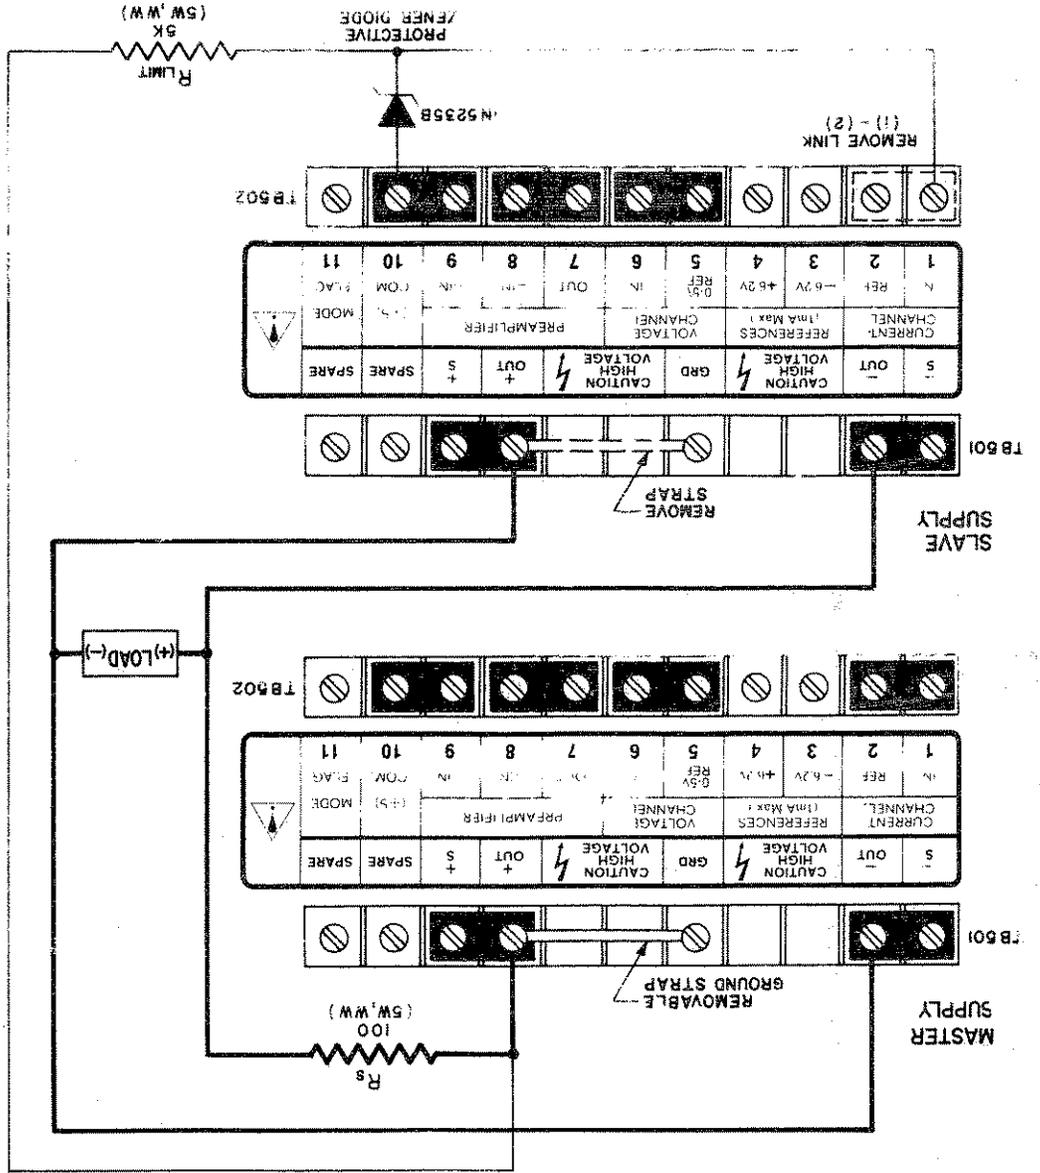 MASTER
SUPPLY
RS
100
(5W,WW)
REMOVABLE
GROUND STRAP
TB501
–
S
–
OUT
CAUTION
HIGH
VOLTAGE
GRD
CAUTION
HIGH
VOLTAGE
+
OUT
+
S
SPARE
SPARE
CURRENT
CHANNEL
REFERENCES
(1mA Max)
VOLTAGE
CHANNEL
PREAMPLIFIER
(+S)
MODE
IN
REF
–6.2V
+6.2V
0-5V
REF
IN
COM.
FLAG
1 2 3 4 5 6 7 8 9 10 11
TB502
(+)LOAD(–)
SLAVE
SUPPLY
REMOVE
STRAP
TB501
–
S
–
OUT
CAUTION
HIGH
VOLTAGE
GRD
CAUTION
HIGH
VOLTAGE
+
OUT
+
S
SPARE
SPARE
CURRENT
CHANNEL
REFERENCES
(1mA Max)
VOLTAGE
CHANNEL
PREAMPLIFIER
MODE
REF
–6.2V
+6.2V
0-5V
REF
IN
OUT
–IN
COM
FLAG
1 2 3 4 5 6 7 8 9 10 11
TB502
REMOVE LINK
(1)–(2)
N5235B
PROTECTIVE
ZENER DIODE
RLIMIT
5K
(5W,WW)